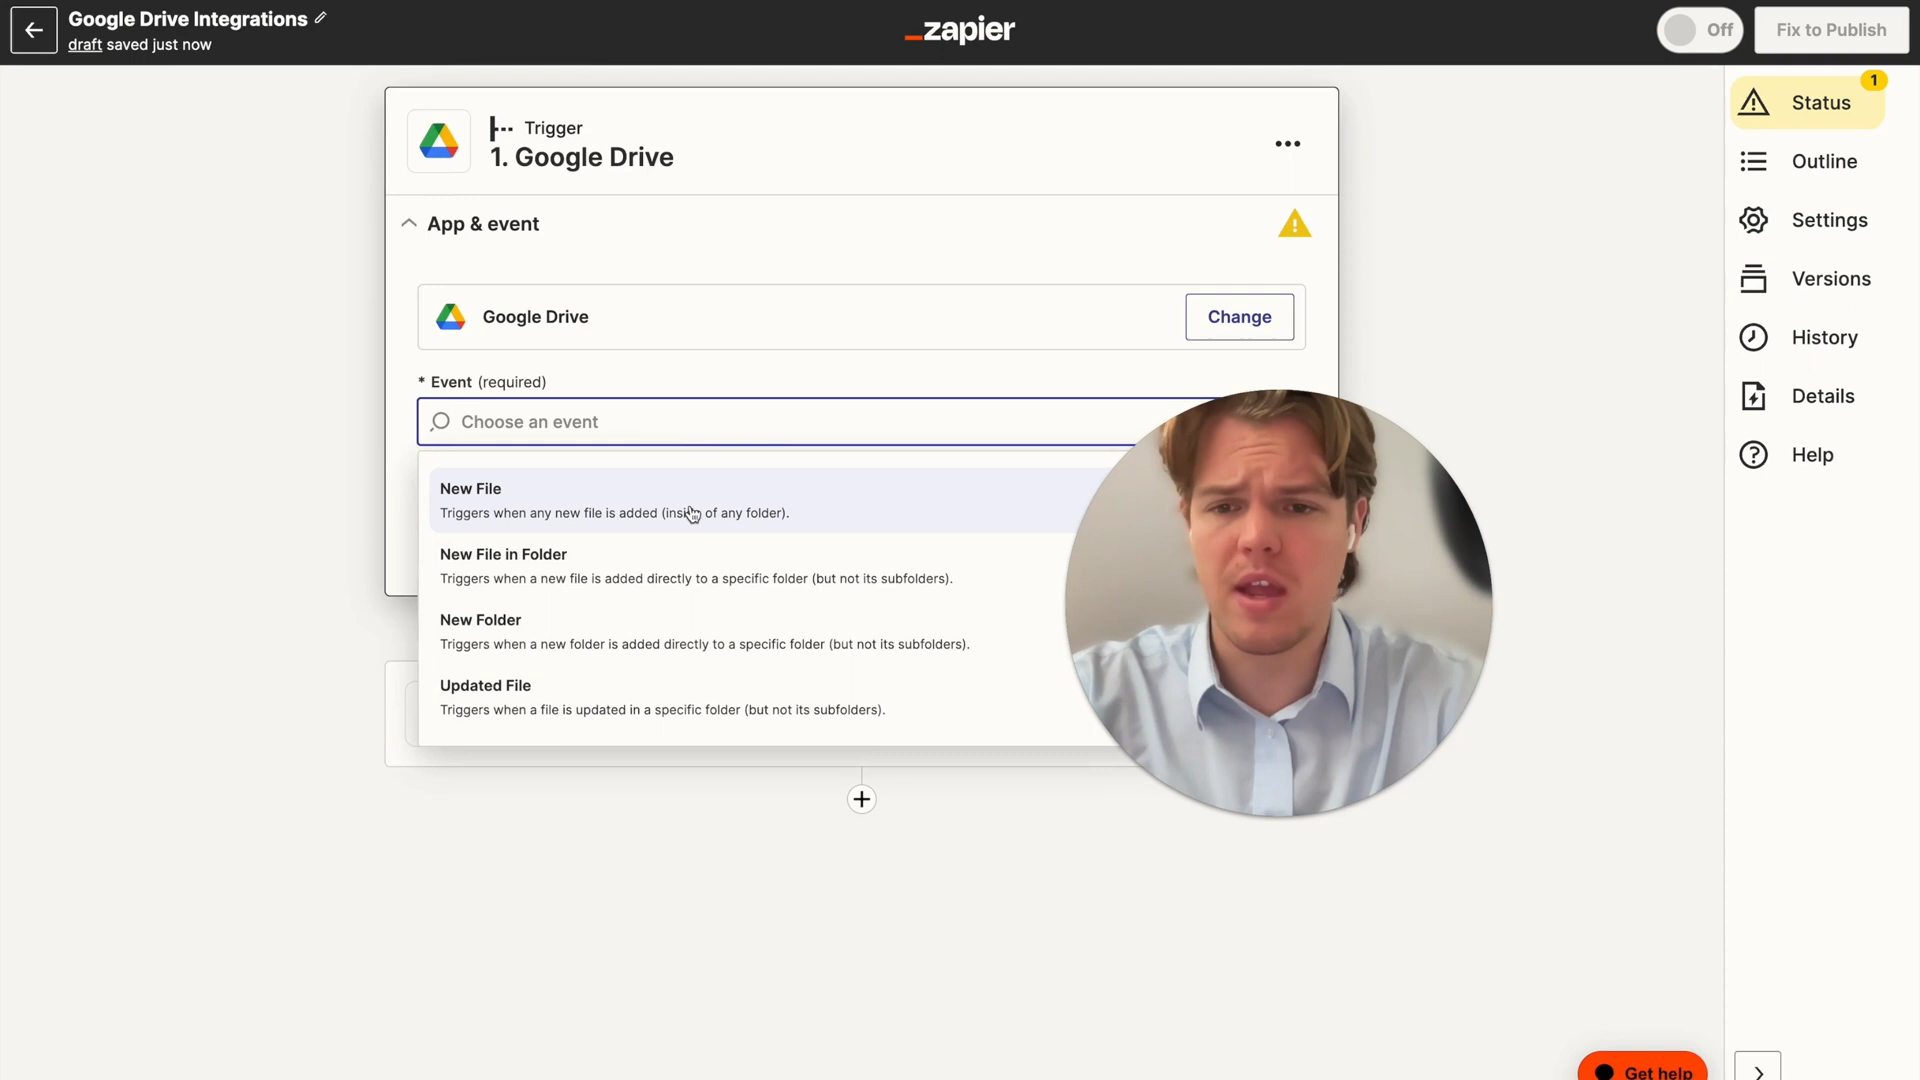 Google Drive Integrations
draft saved just now
zapier
Off
Fix to Publish
1
Status
Outline
Settings
Versions
History
Details
Help
Trigger
1. Google Drive
App & event
Google Drive
Change
* Event (required)
Choose an event
New File
Triggers when any new file is added (inside of any folder).
New File in Folder
Triggers when a new file is added directly to a specific folder (but not its subfolders).
New Folder
Triggers when a new folder is added directly to a specific folder (but not its subfolders).
Updated File
Triggers when a file is updated in a specific folder (but not its subfolders).
Get help